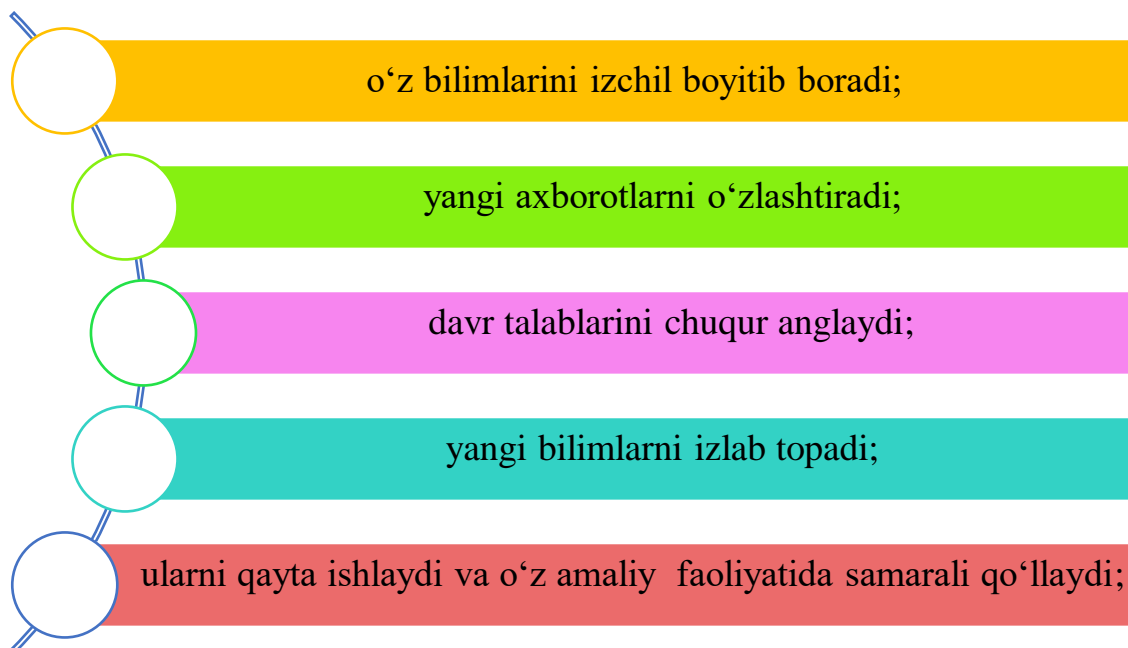 o‘z bilimlarini izchil boyitib boradi;
yangi axborotlarni o‘zlashtiradi;
davr talablarini chuqur anglaydi;
yangi bilimlarni izlab topadi;
ularni qayta ishlaydi va o‘z amaliy faoliyatida samarali qo‘llaydi;